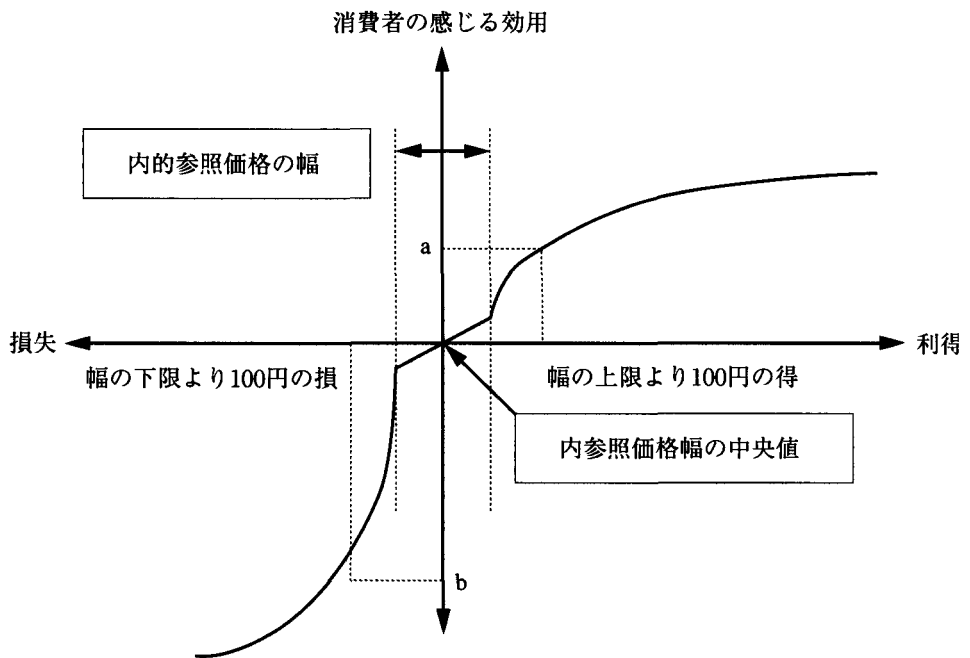 消費者の感じる効用
内的参照価格の幅
a
損失
利得
幅の下限より100円の損
幅の上限より100円の得
内参照価格幅の中央値
b